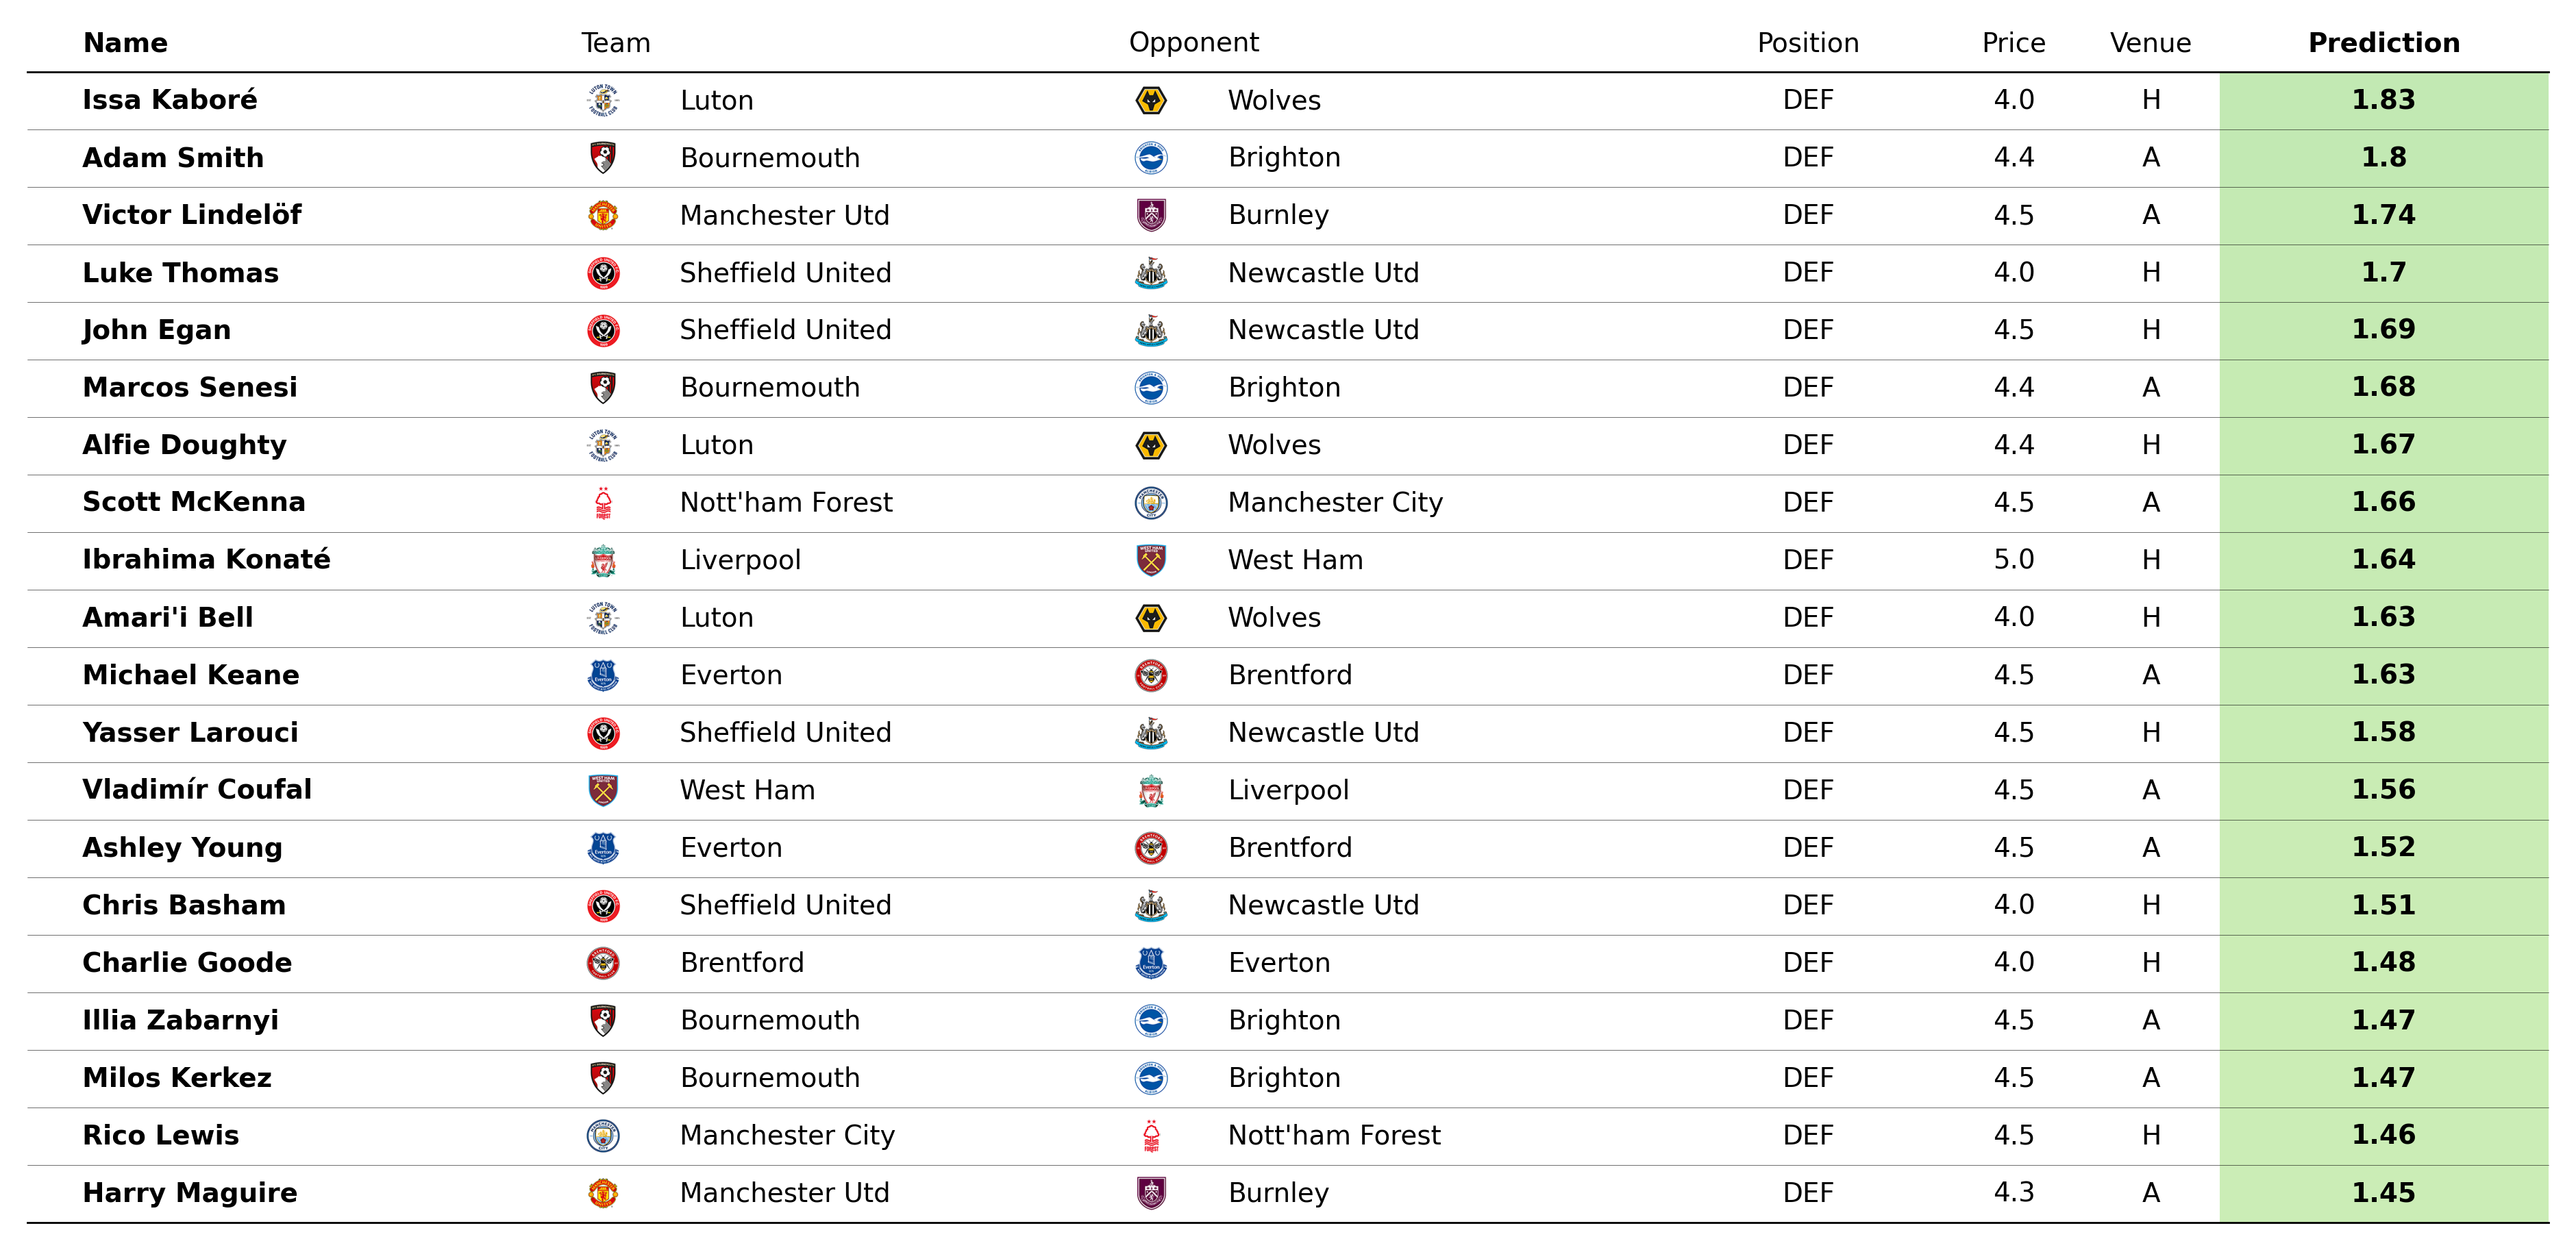 Name Team Opponent Position Price Venue Prediction
Issa Kaboré Luton Wolves DEF 4.0 H 1.83
Adam Smith Bournemouth Brighton DEF 4.4 A 1.8
Victor Lindelöf Manchester Utd Burnley DEF 4.5 A 1.74
Luke Thomas Sheffield United Newcastle Utd DEF 4.0 H 1.7
John Egan Sheffield United Newcastle Utd DEF 4.5 H 1.69
Marcos Senesi Bournemouth Brighton DEF 4.4 A 1.68
Alfie Doughty Luton Wolves DEF 4.4 H 1.67
Scott McKenna Nott'ham Forest Manchester City DEF 4.5 A 1.66
Ibrahima Konaté Liverpool West Ham DEF 5.0 H 1.64
Amari'i Bell Luton Wolves DEF 4.0 H 1.63
Michael Keane Everton Brentford DEF 4.5 A 1.63
Yasser Larouci Sheffield United Newcastle Utd DEF 4.5 H 1.58
Vladimír Coufal West Ham Liverpool DEF 4.5 A 1.56
Ashley Young Everton Brentford DEF 4.5 A 1.52
Chris Basham Sheffield United Newcastle Utd DEF 4.0 H 1.51
Charlie Goode Brentford Everton DEF 4.0 H 1.48
Illia Zabarnyi Bournemouth Brighton DEF 4.5 A 1.47
Milos Kerkez Bournemouth Brighton DEF 4.5 A 1.47
Rico Lewis Manchester City Nott'ham Forest DEF 4.5 H 1.46
Harry Maguire Manchester Utd Burnley DEF 4.3 A 1.45